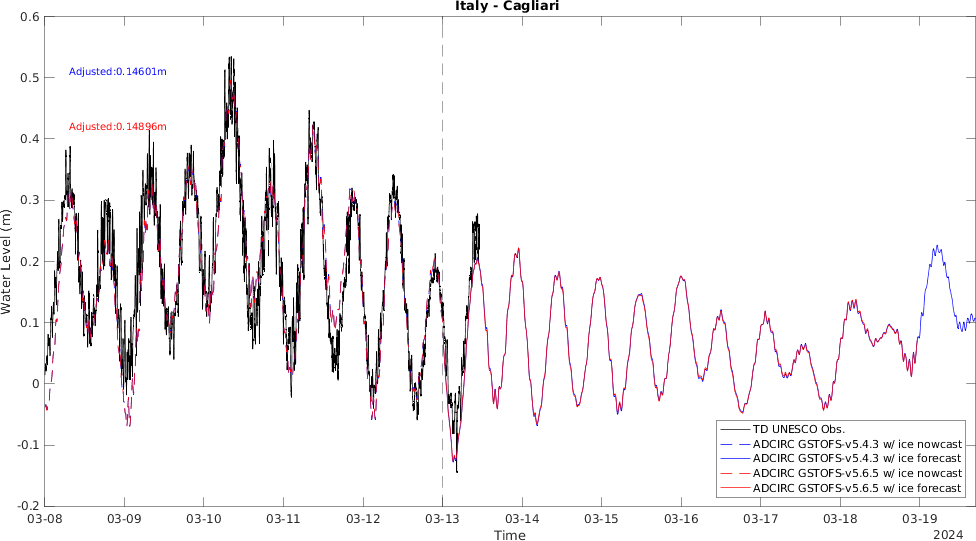 Italy - Cagliari
0.6
0.5
0.4
0.3
0.2
0.1
0
-0.1
-0.2
Water Level (m)
Adjusted:0.14601m
Adjusted:0.14896m
TD UNESCO Obs.
ADCIRC GSTOFS-v5.4.3 w/ ice nowcast
ADCIRC GSTOFS-v5.4.3 w/ ice forecast
ADCIRC GSTOFS-v5.6.5 w/ ice nowcast
ADCIRC GSTOFS-v5.6.5 w/ ice forecast
03-08 03-09 03-10 03-11 03-12 03-13 03-14 03-15 03-16 03-17 03-18 03-19
Time
2024